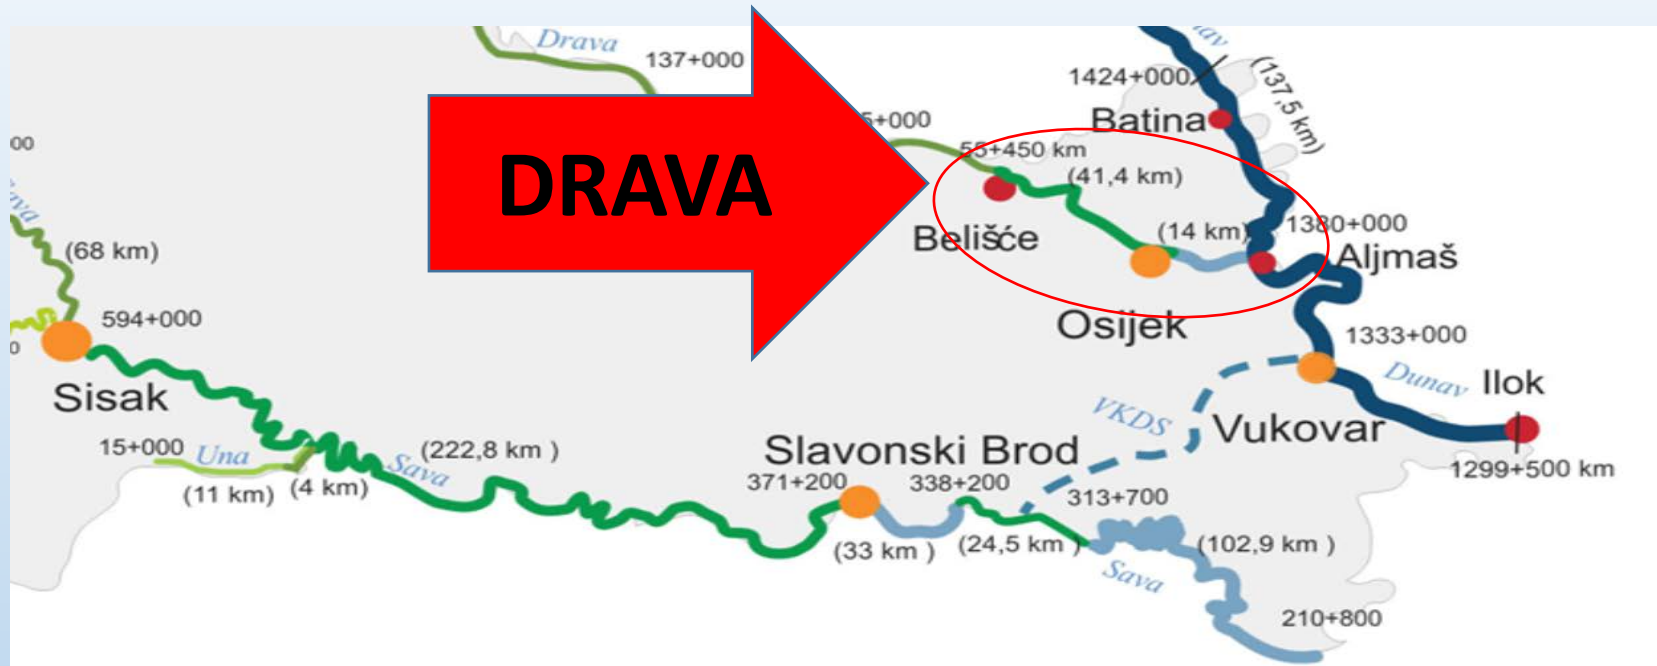 Drava
137+000
DRAVA
1424+000
(137,5 km)
Batina
55+450 km
(41,4 km)
(14 km)
1380+000
Belišće
Aljmaš
Osijek
(68 km)
594+000
Sisak
1333+000
Dunav
Ilok
VKDS
Vukovar
1299+500 km
15+000
Una
(11 km)
(4 km)
Sava
(222,8 km )
Slavonski Brod
371+200
338+200
313+700
(33 km )
(24,5 km )
(102,9 km )
Sava
210+800